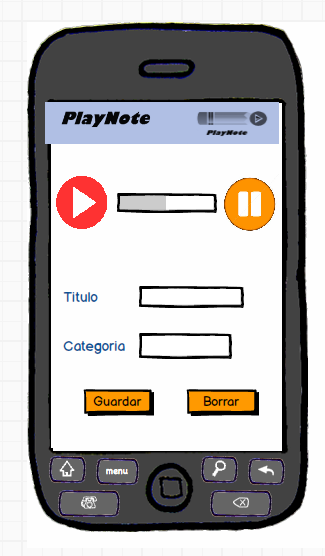 PlayNote
PlayNote
Titulo
Categoria
Guardar
Borrar
menu